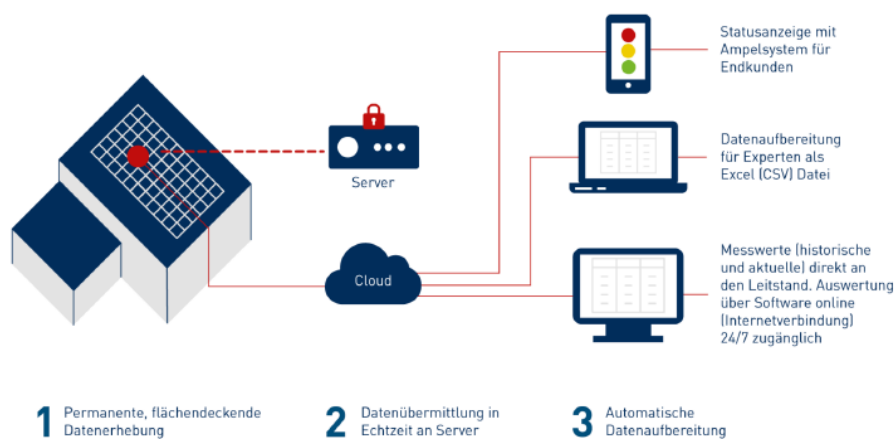 Statusanzeige mit
Ampelsystem für
Endkunden
Server
Datenaufbereitung
für Experten als
Excel (CSV) Datei
Cloud
Messwerte (historische
und aktuelle) direkt an
den Leitstand. Auswertung
über Software online
(Internetverbindung)
24/7 zugänglich
1 Permanente, flächendeckende
Datenerhebung
2 Datenübermittlung in
Echtzeit an Server
3 Automatische
Datenaufbereitung